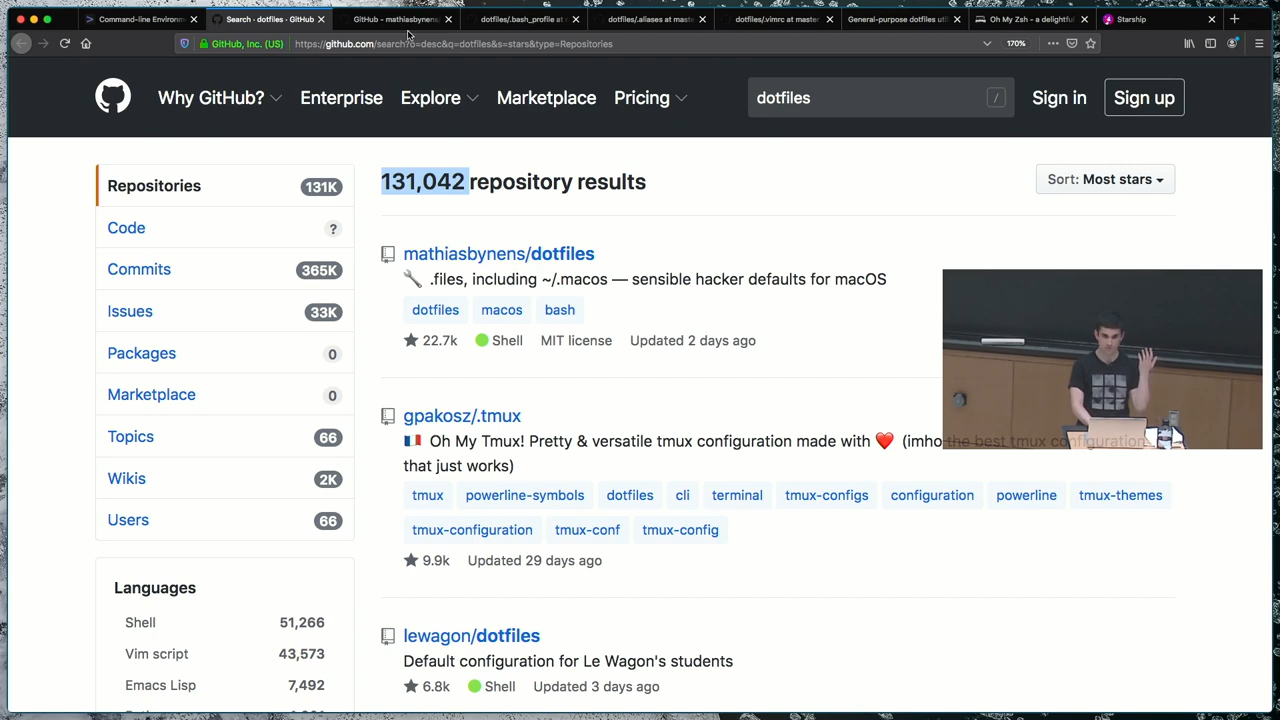 Command-line Environm
Search · dotfiles · GitHub
GitHub - mathiasbynens
dotfiles/.bash_profile at
dotfiles/.aliases at mast
dotfiles/.vimrc at master
General-purpose dotfiles uti
Oh My Zsh - a delightful
Starship
GitHub, Inc. (US)
https://github.com/search?o=desc&q=dotfiles&s=stars&type=Repositories
170%
Why GitHub?
Enterprise
Explore
Marketplace
Pricing
dotfiles
/
Sign in
Sign up
Repositories 131K
Code ?
Commits 365K
Issues 33K
Packages 0
Marketplace 0
Topics 66
Wikis 2K
Users 66
Languages
Shell 51,266
Vim script 43,573
Emacs Lisp 7,492
131,042 repository results
Sort: Most stars
mathiasbynens/dotfiles
.files, including ~/.macos — sensible hacker defaults for macOS
dotfiles macos bash
22.7k Shell MIT license Updated 2 days ago
gpakosz/.tmux
🇫🇷 Oh My Tmux! Pretty & versatile tmux configuration made with ❤️ (imho the best tmux configuration
that just works)
tmux powerline-symbols dotfiles cli terminal tmux-configs configuration powerline tmux-themes
tmux-configuration tmux-conf tmux-config
9.9k Updated 29 days ago
lewagon/dotfiles
Default configuration for Le Wagon's students
6.8k Shell Updated 3 days ago